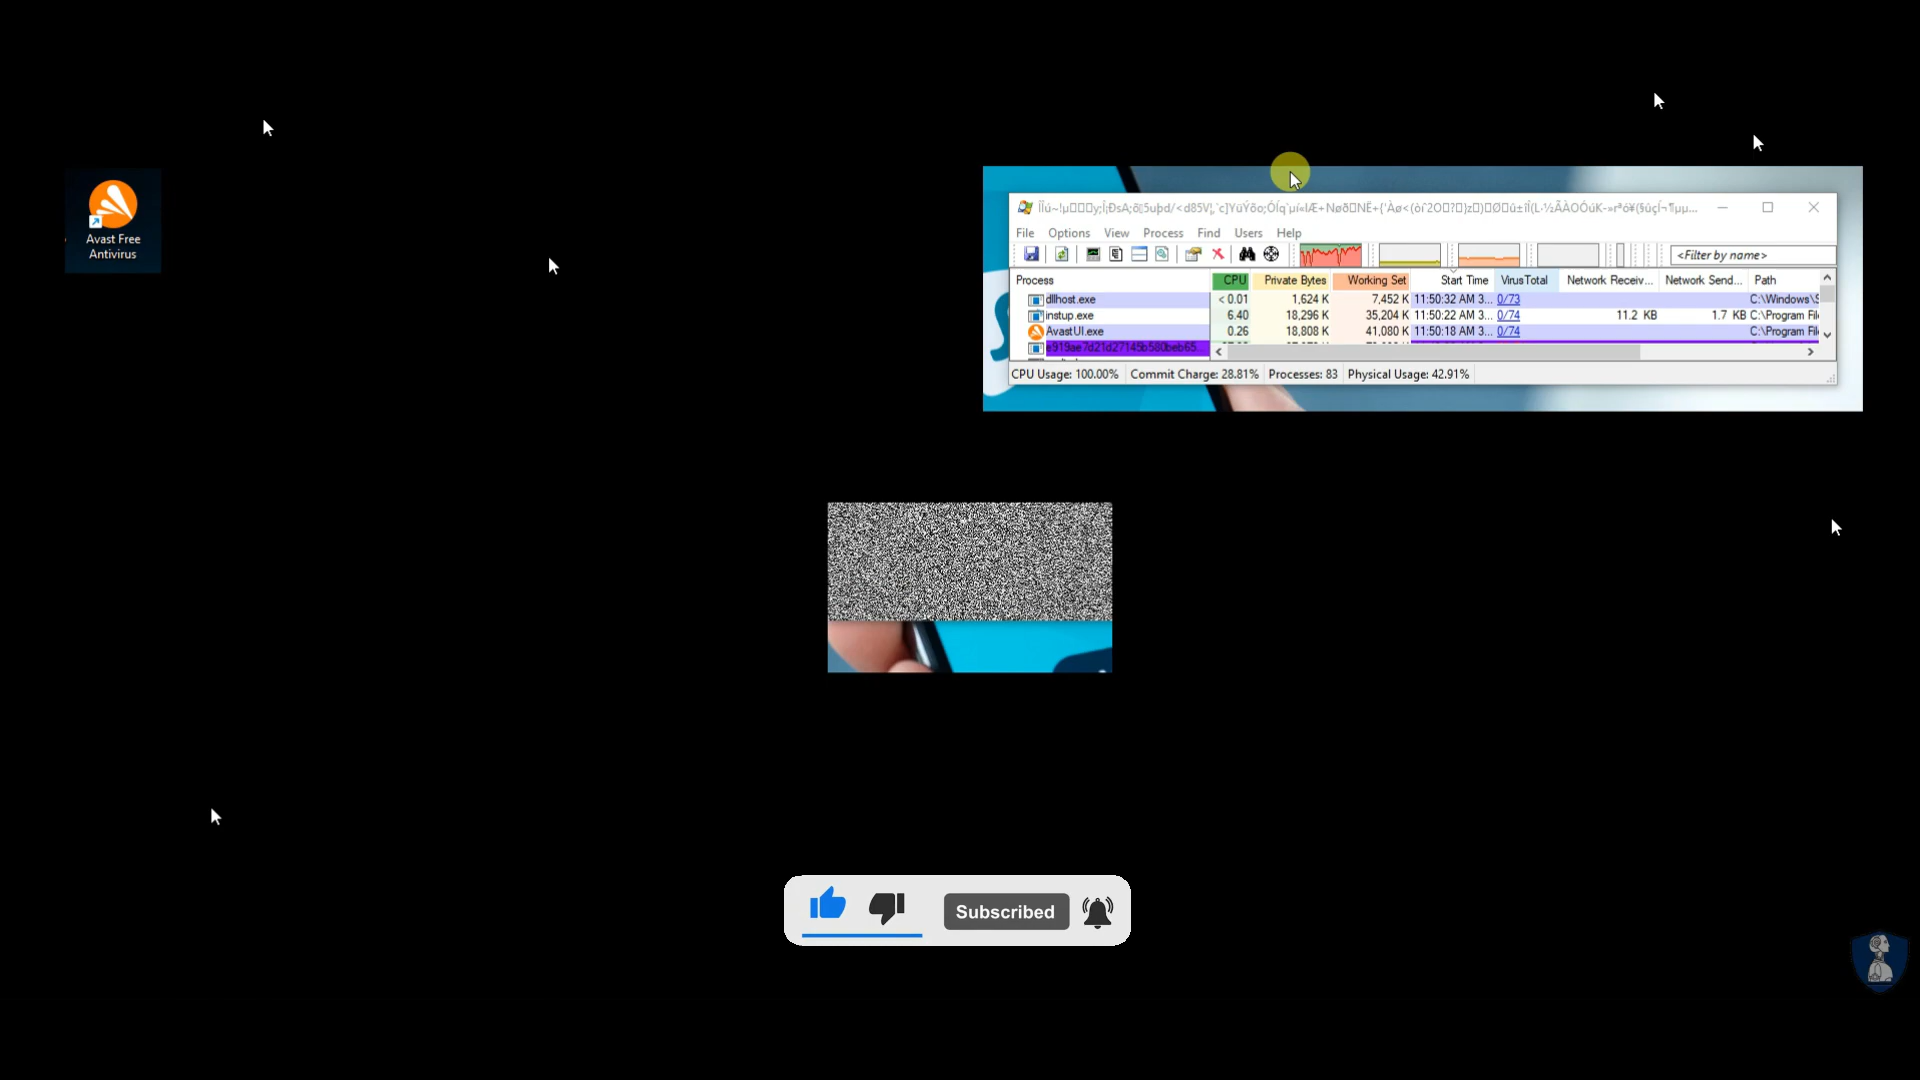 Avast Free
Antivirus
File Options View Process Find Users Help
<Filter by name>
Process CPU Private Bytes Working Set Start Time VirusTotal Network Receiv... Network Send... Path
dllhost.exe < 0.01 1,624 K 7,452 K 11:50:32 AM 3... 0/73 C:\Windows\S
instup.exe 6.40 18,296 K 35,204 K 11:50:22 AM 3... 0/74 11.2 KB 1.7 KB C:\Program File
AvastUI.exe 0.26 18,808 K 41,080 K 11:50:18 AM 3... 0/74 C:\Program File
e919ae7d21d27145b580beb65...
CPU Usage: 100.00% Commit Charge: 28.81% Processes: 83 Physical Usage: 42.91%
Subscribed